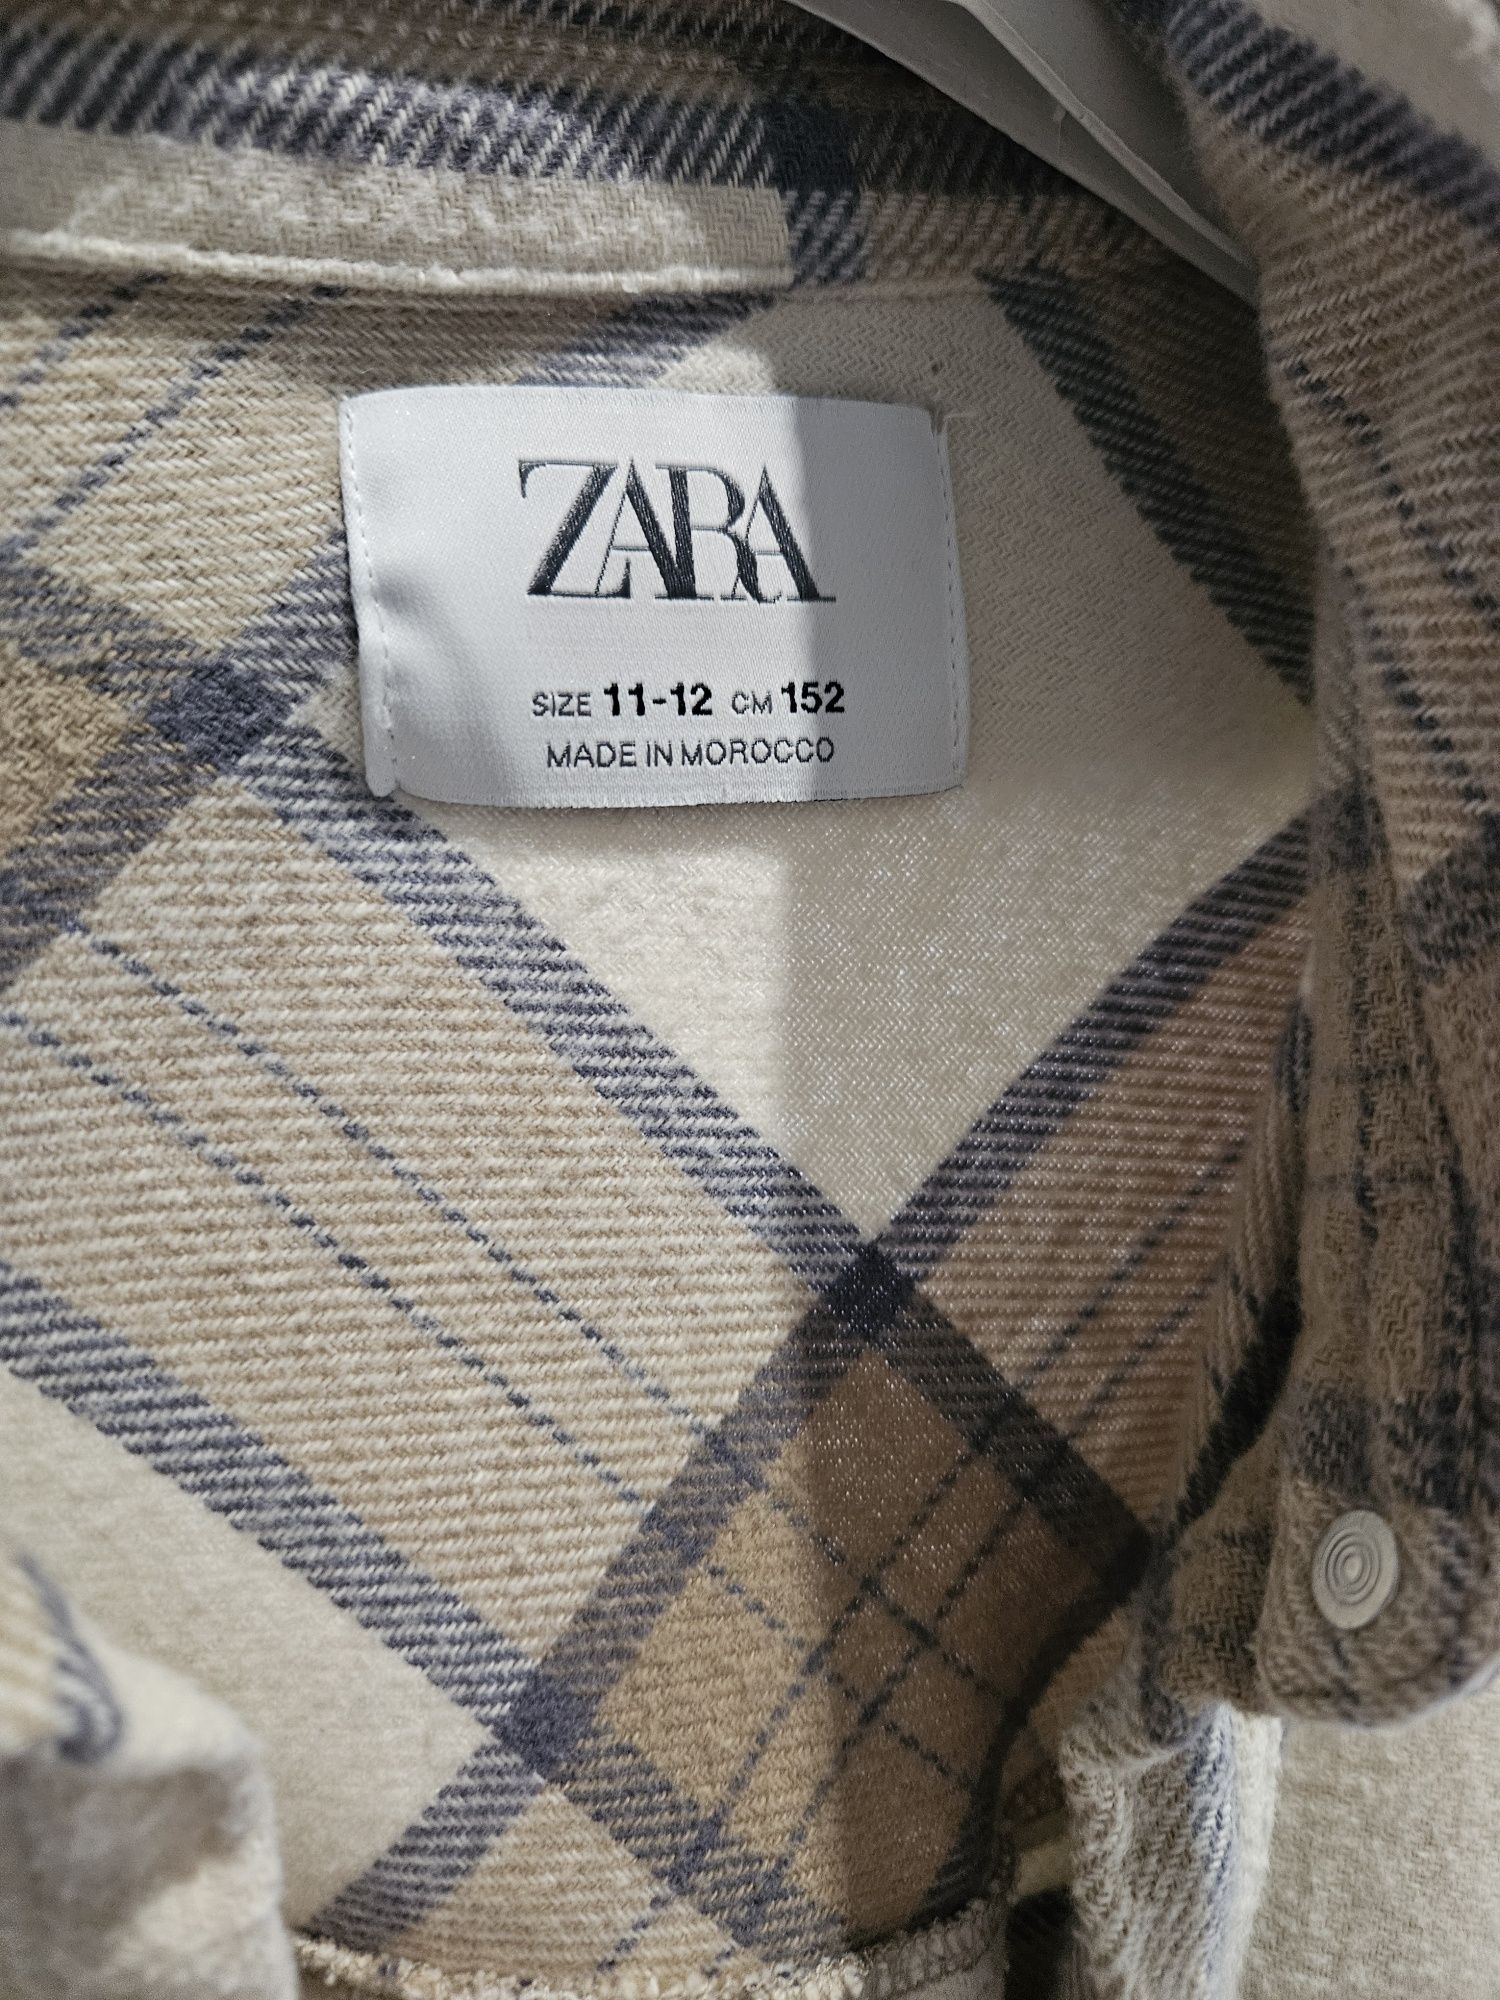 ZARA
SIZE 11-12 CM 152
MADE IN MOROCCO